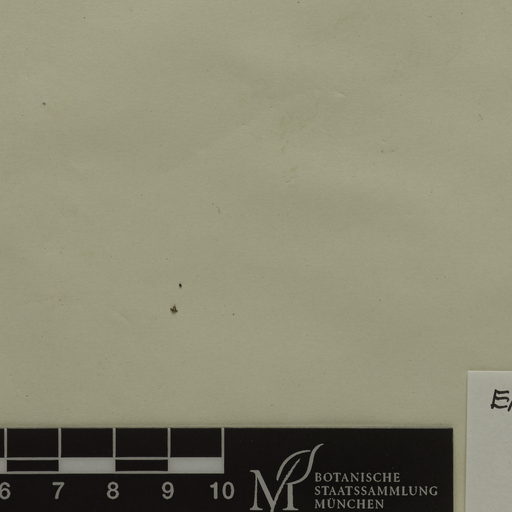 6 7 8 9 10
BOTANISCHE
STAATSSAMMLUNG
MÜNCHEN